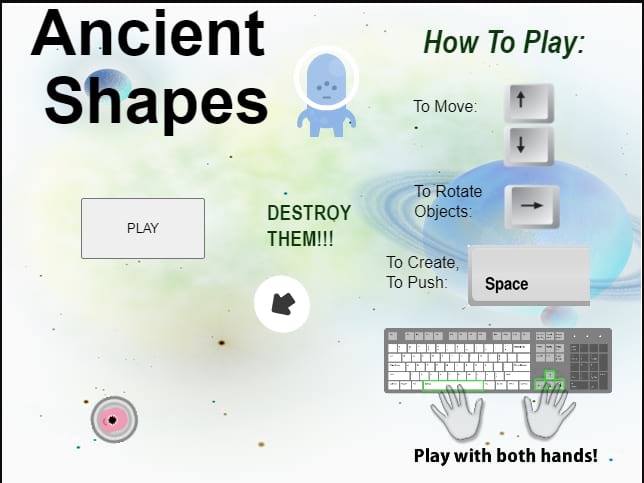 Ancient
Shapes
How To Play:
To Move:
To Rotate
Objects:
PLAY
DESTROY
THEM!!!
To Create,
To Push:
Space
Play with both hands!